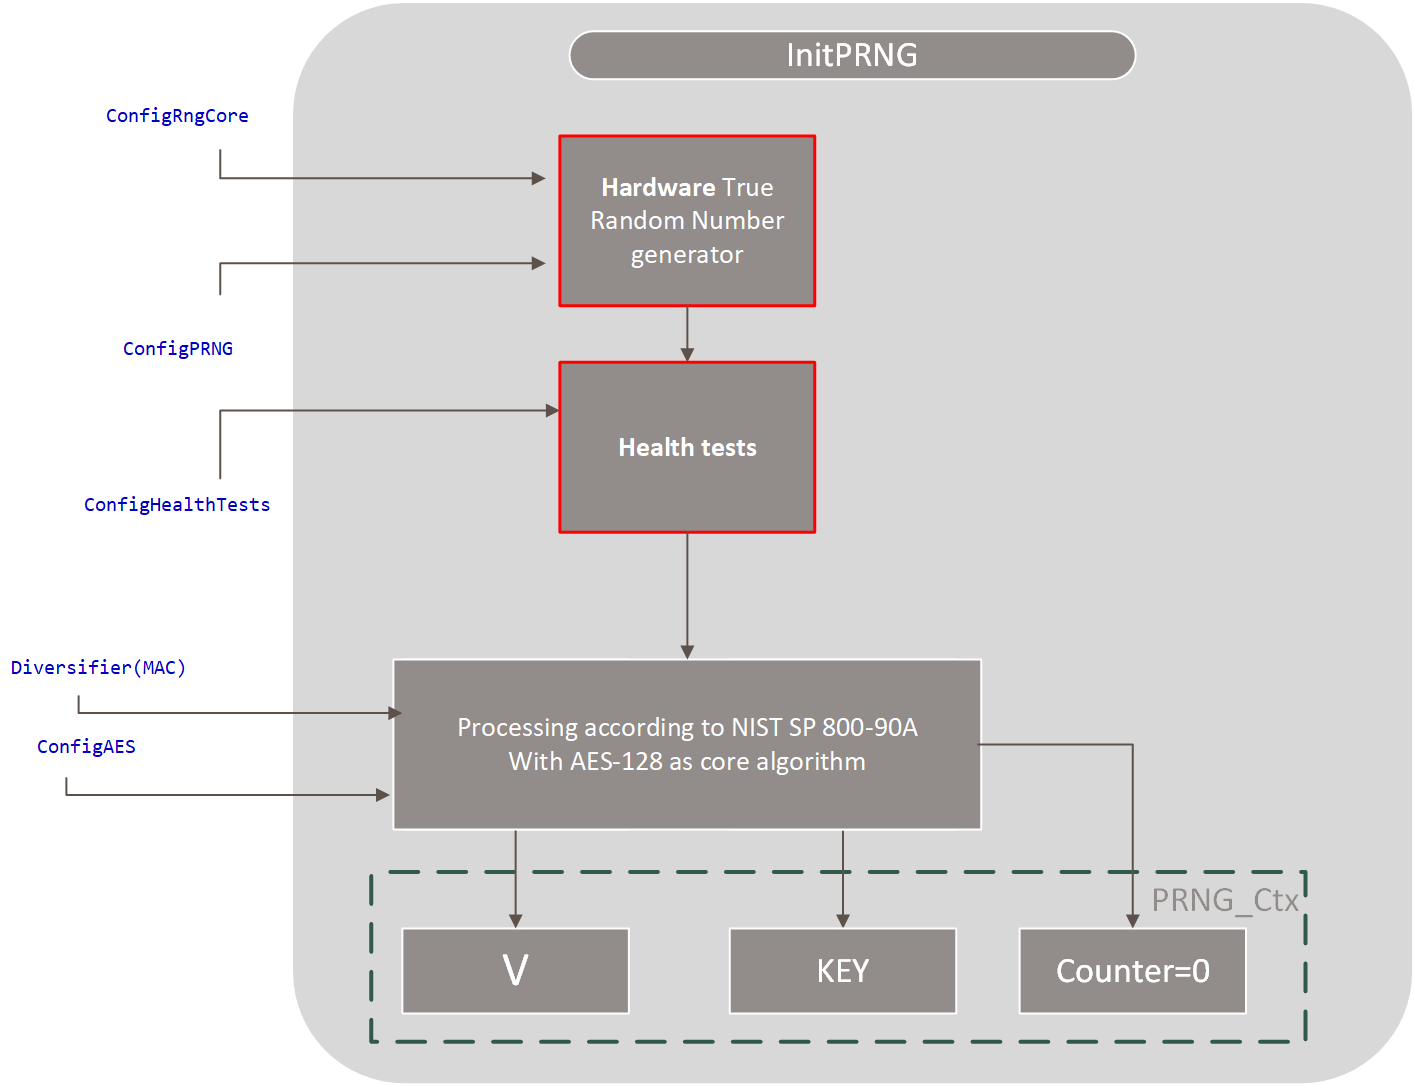 InitPRNG
ConfigRngCore
Hardware True
Random Number
generator
ConfigPRNG
Health tests
ConfigHealthTests
Diversifier(MAC)
ConfigAES
Processing according to NIST SP 800-90A
With AES-128 as core algorithm
PRNG_Ctx
V
KEY
Counter=0